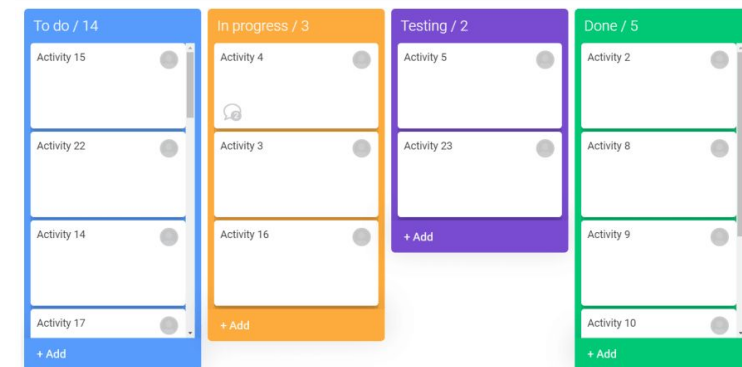 To do / 14
Activity 15
Activity 22
Activity 14
Activity 17
+ Add
In progress / 3
Activity 4
2
Activity 3
Activity 16
+ Add
Testing / 2
Activity 5
Activity 23
+ Add
Done / 5
Activity 2
Activity 8
Activity 9
Activity 10
+ Add